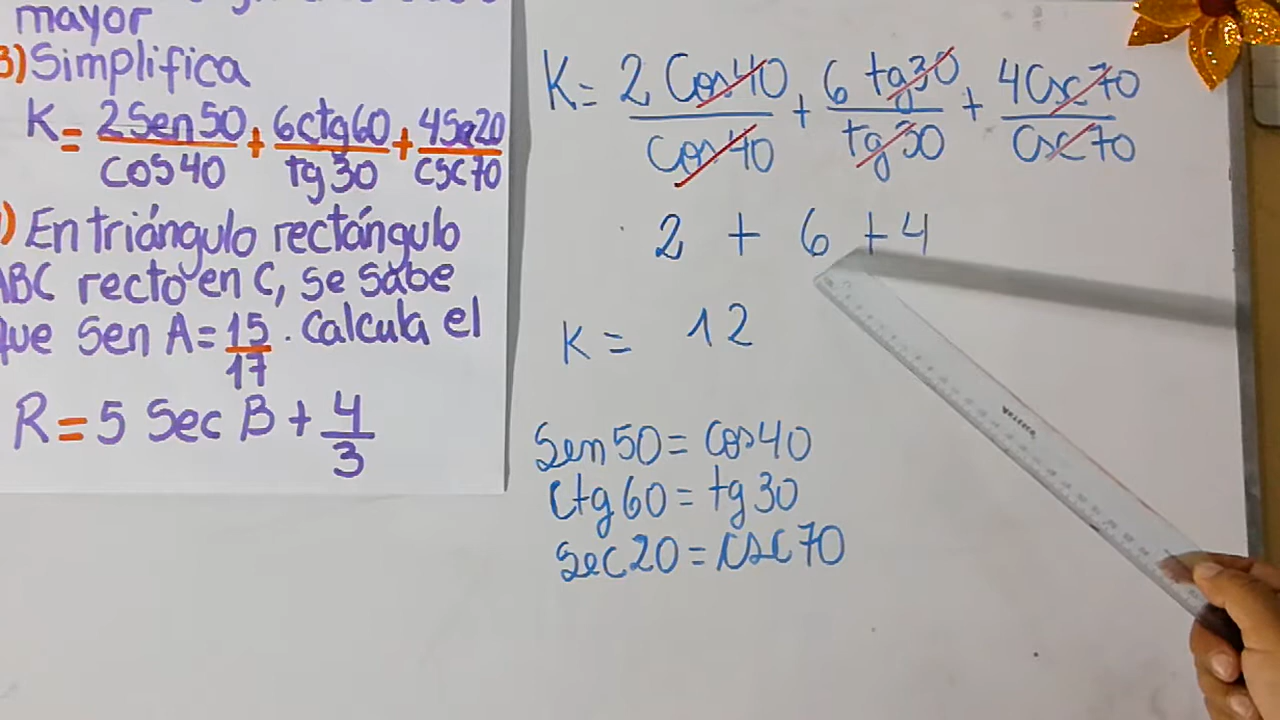 mayor
3) Simplifica
K = 2Sen50/cos40 + 6ctg60/tg30 + 4Sec20/csc70
) En triángulo rectángulo
ABC recto en C, se sabe
que sen A = 15/17. Calcula el
R = 5 Sec B + 4/3
K = 2 Cos40/cos40 + 6 tg30/tg30 + 4Csc70/Csc70
2 + 6 + 4
K = 12
Sen50 = Cos40
Ctg60 = tg30
Sec20 = csc70